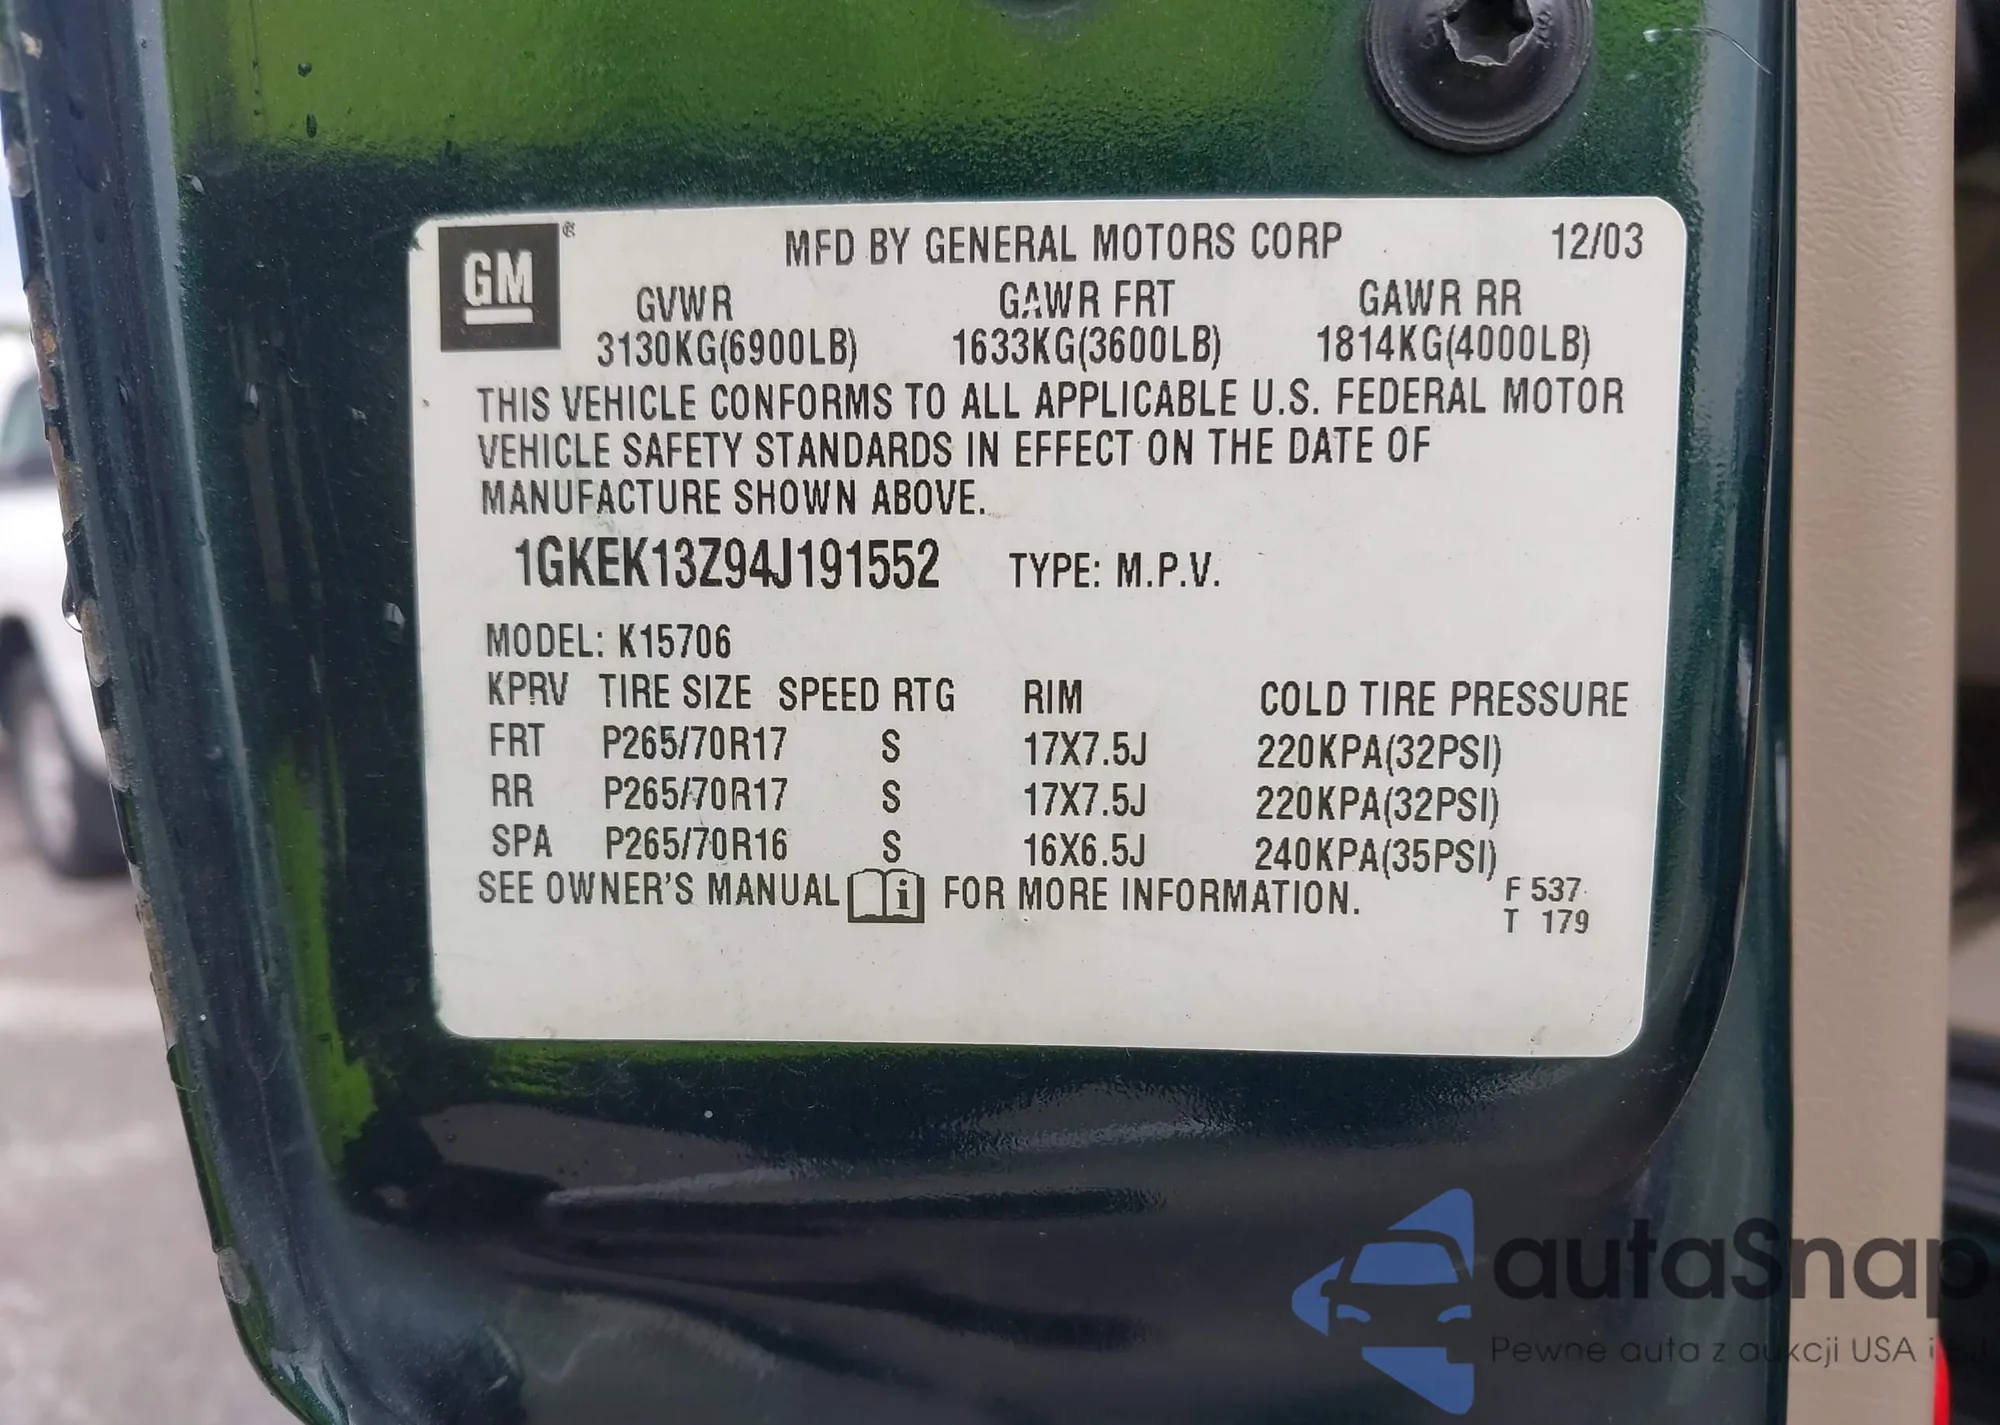 GM ® MFD BY GENERAL MOTORS CORP 12/03
GVWR GAWR FRT GAWR RR
3130KG(6900LB) 1633KG(3600LB) 1814KG(4000LB)
THIS VEHICLE CONFORMS TO ALL APPLICABLE U.S. FEDERAL MOTOR
VEHICLE SAFETY STANDARDS IN EFFECT ON THE DATE OF
MANUFACTURE SHOWN ABOVE.
1GKEK13Z94J191552 TYPE: M.P.V.
MODEL: K15706
KPRV TIRE SIZE SPEED RTG RIM COLD TIRE PRESSURE
FRT P265/70R17 S 17X7.5J 220KPA(32PSI)
RR P265/70R17 S 17X7.5J 220KPA(32PSI)
SPA P265/70R16 S 16X6.5J 240KPA(35PSI)
SEE OWNER'S MANUAL i FOR MORE INFORMATION. F 537
T 179
autaSnap
Pewne auta z aukcji USA i